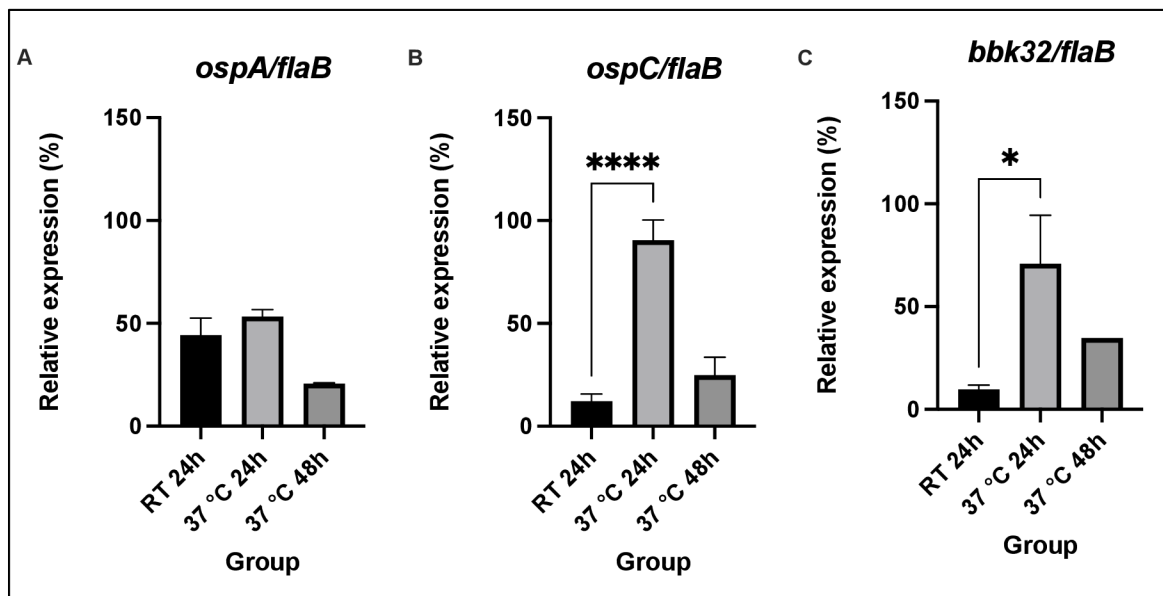 A
ospA/flaB
Relative expression (%)
150
100
50
0
RT 24h
37 °C 24h
37 °C 48h
Group
B
ospC/flaB
Relative expression (%)
150
100
50
0
****
RT 24h
37 °C 24h
37 °C 48h
Group
C
bbk32/flaB
Relative expression (%)
150
100
50
0
*
RT 24h
37 °C 24h
37 °C 48h
Group